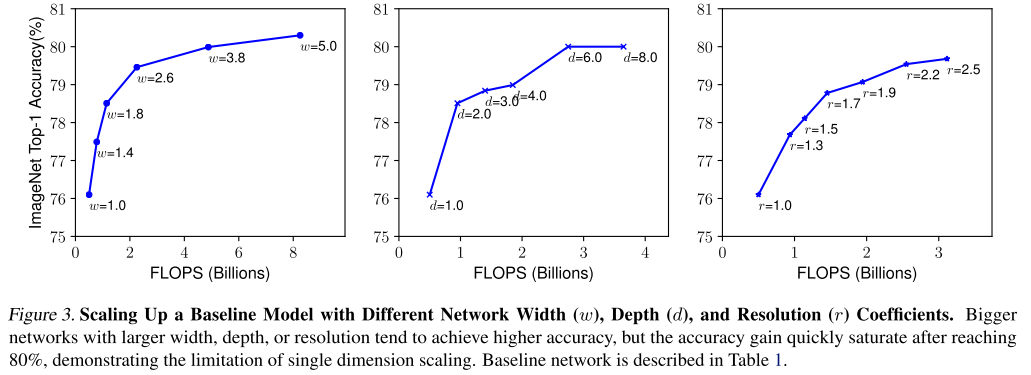 ImageNet Top-1 Accuracy(%)
81
80
79
78
77
76
75
0
2
4
6
8
FLOPS (Billions)
w=1.0
w=1.4
w=1.8
w=2.6
w=3.8
w=5.0
81
80
79
78
77
76
75
0
1
2
3
4
FLOPS (Billions)
d=1.0
d=2.0
d=3.0
d=4.0
d=6.0
d=8.0
81
80
79
78
77
76
75
0
1
2
3
FLOPS (Billions)
r=1.0
r=1.3
r=1.5
r=1.7
r=1.9
r=2.2
r=2.5
Figure 3. Scaling Up a Baseline Model with Different Network Width (w), Depth (d), and Resolution (r) Coefficients. Bigger
networks with larger width, depth, or resolution tend to achieve higher accuracy, but the accuracy gain quickly saturate after reaching
80%, demonstrating the limitation of single dimension scaling. Baseline network is described in Table 1.